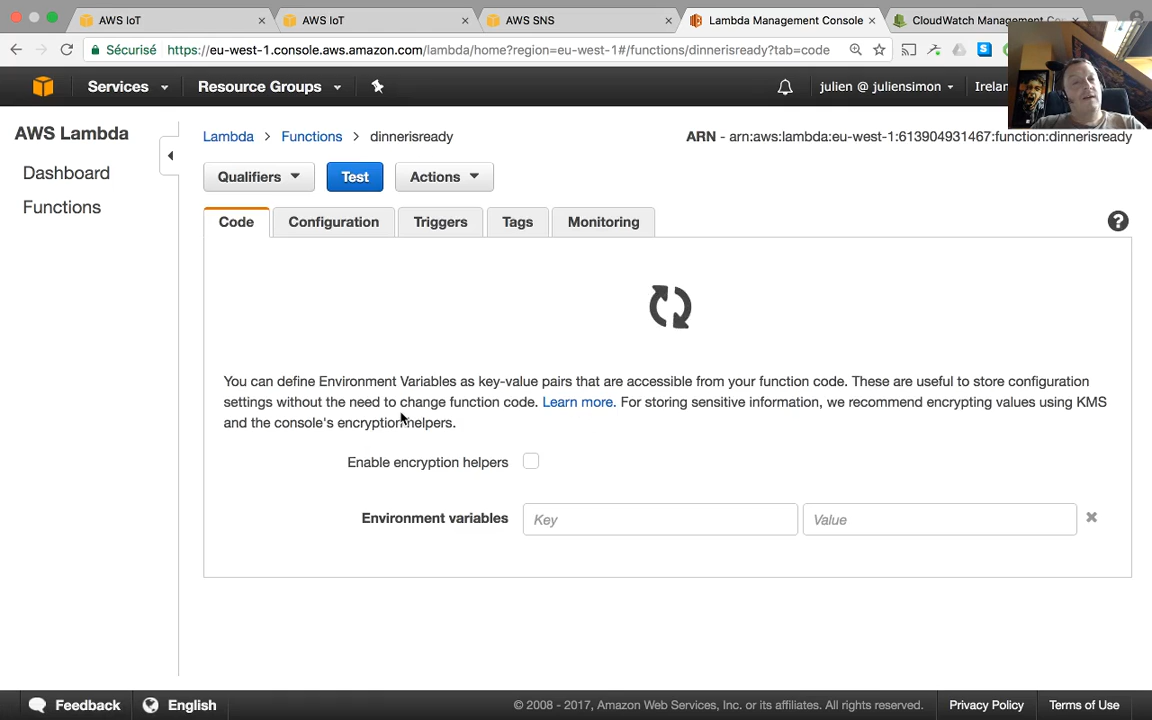 AWS IoT
AWS IoT
AWS SNS
Lambda Management Console
CloudWatch Management Co
Sécurisé
https://eu-west-1.console.aws.amazon.com/lambda/home?region=eu-west-1#/functions/dinnerisready?tab=code
Services
Resource Groups
julien @ juliensimon
Irelan
AWS Lambda
Dashboard
Functions
Lambda > Functions > dinnerisready
ARN - arn:aws:lambda:eu-west-1:613904931467:function:dinnerisready
Qualifiers
Test
Actions
Code
Configuration
Triggers
Tags
Monitoring
?
You can define Environment Variables as key-value pairs that are accessible from your function code. These are useful to store configuration
settings without the need to change function code. Learn more. For storing sensitive information, we recommend encrypting values using KMS
and the console's encryption helpers.
Enable encryption helpers
Environment variables
Key
Value
Feedback
English
© 2008 - 2017, Amazon Web Services, Inc. or its affiliates. All rights reserved.
Privacy Policy
Terms of Use